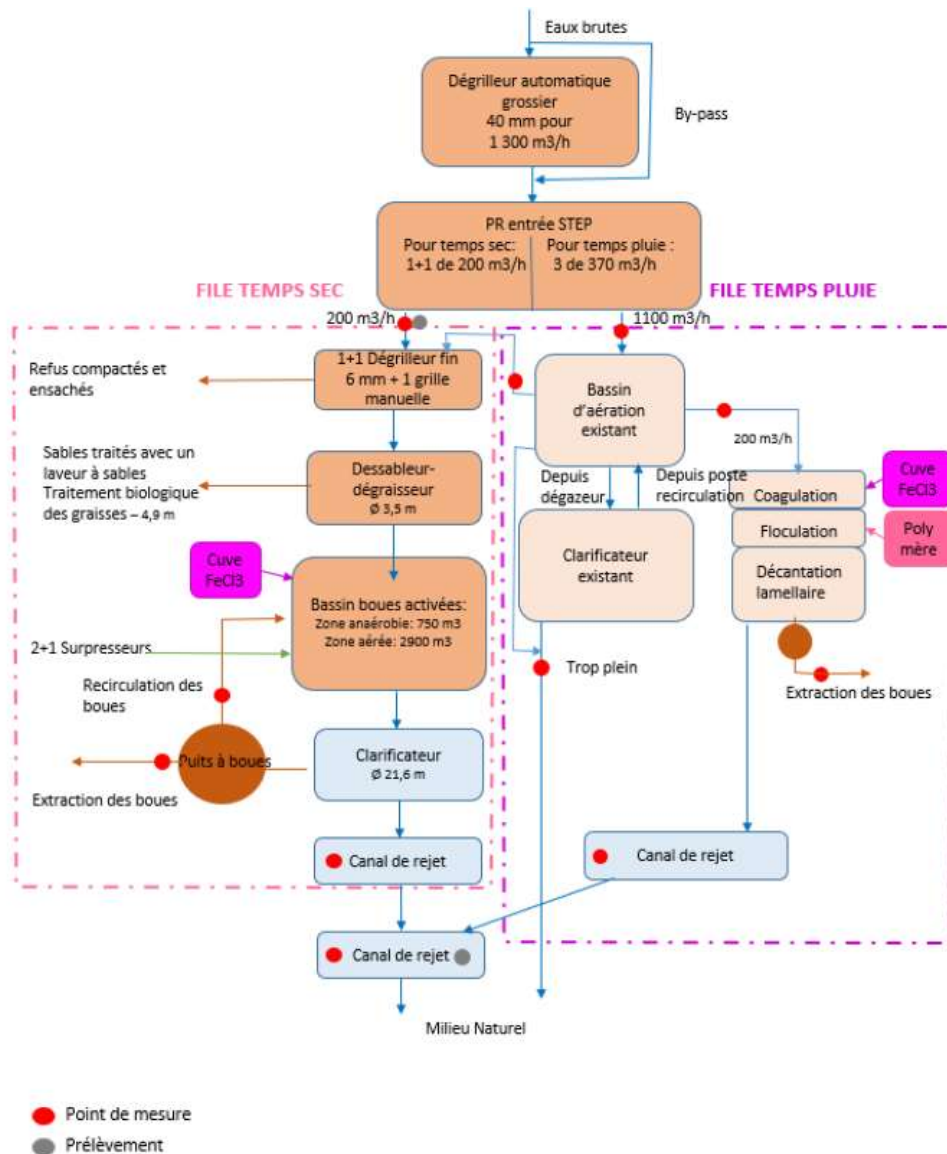 Eaux brutes
Dégrilleur automatique
grossier
40 mm pour
1 300 m3/h
By-pass
PR entrée STEP
Pour temps sec:
1+1 de 200 m3/h
Pour temps pluie :
3 de 370 m3/h
FILE TEMPS SEC
FILE TEMPS PLUIE
200 m3/h
1100 m3/h
1+1 Dégrilleur fin
6 mm + 1 grille
manuelle
Refus compactés et
ensachés
Bassin
d'aération
existant
200 m3/h
Sables traités avec un
laveur à sables
Traitement biologique
des graisses – 4,9 m
Dessableur-
dégraisseur
Ø 3,5 m
Depuis
dégazeur
Depuis poste
recirculation
Coagulation
Cuve
FeCl3
Floculation
Poly
mère
Clarificateur
existant
Décantation
lamellaire
Cuve
FeCl3
Bassin boues activées:
Zone anaérobie: 750 m3
Zone aérée: 2900 m3
2+1 Surpresseurs
Recirculation des
boues
Trop plein
Extraction des boues
Puits à boues
Clarificateur
Ø 21,6 m
Extraction des boues
Canal de rejet
Canal de rejet
Canal de rejet
Milieu Naturel
Point de mesure
Prélèvement